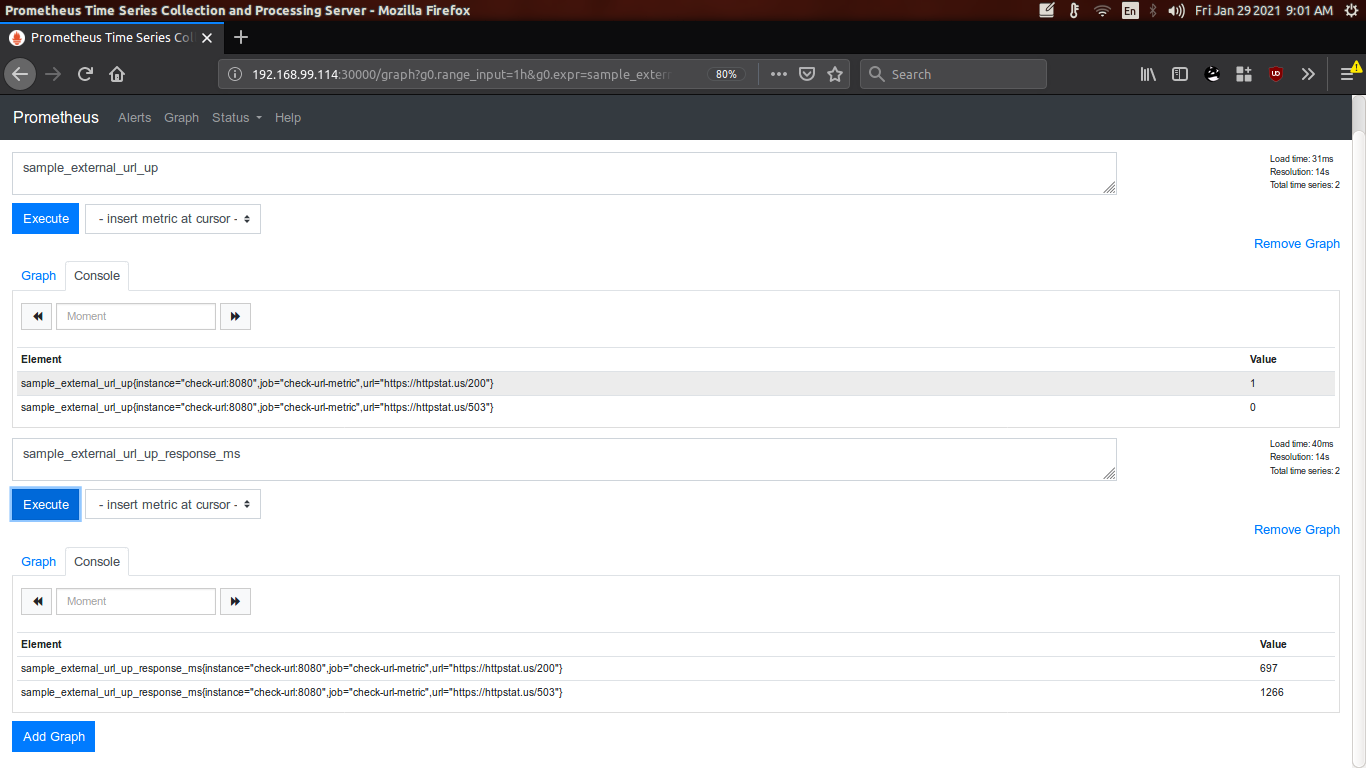 Prometheus Time Series Collection and Processing Server - Mozilla Firefox
En
Fri Jan 29 2021 9:01 AM
Prometheus Time Series Col
192.168.99.114:30000/graph?g0.range_input=1h&g0.expr=sample_extern
80%
Search
Prometheus
Alerts
Graph
Status
Help
sample_external_url_up
Load time: 31ms
Resolution: 14s
Total time series: 2
Execute
- insert metric at cursor -
Remove Graph
Graph
Console
Moment
Element
Value
sample_external_url_up{instance="check-url:8080",job="check-url-metric",url="https://httpstat.us/200"}
1
sample_external_url_up{instance="check-url:8080",job="check-url-metric",url="https://httpstat.us/503"}
0
sample_external_url_up_response_ms
Load time: 40ms
Resolution: 14s
Total time series: 2
Execute
- insert metric at cursor -
Remove Graph
Graph
Console
Moment
Element
Value
sample_external_url_up_response_ms{instance="check-url:8080",job="check-url-metric",url="https://httpstat.us/200"}
697
sample_external_url_up_response_ms{instance="check-url:8080",job="check-url-metric",url="https://httpstat.us/503"}
1266
Add Graph